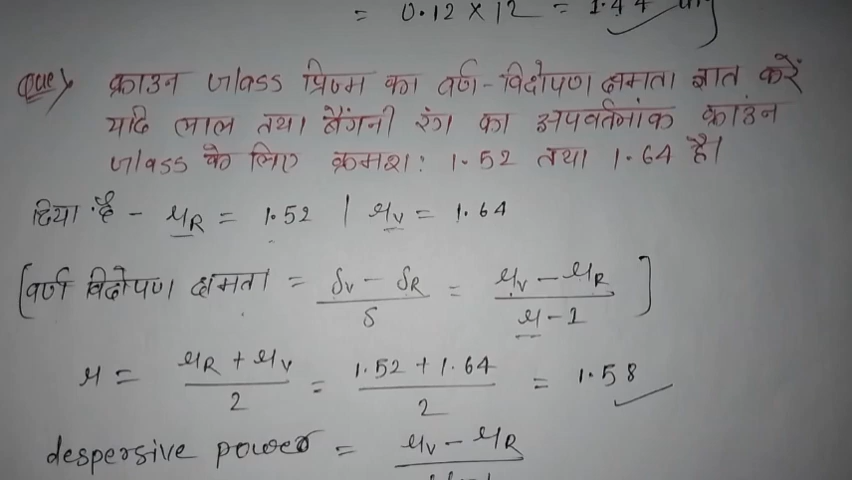 = 0.12 × 12 = 1.44
Que> क्राउन Glass प्रिज्म का वर्ण-विक्षेपण क्षमता ज्ञात करें
यदि लाल तथा बैंगनी रंग का अपवर्तनांक क्राउन
Glass के लिए क्रमश: 1.52 तथा 1.64 है।
दिया है - μR = 1.52 | μv = 1.64
[वर्ण विक्षेपण क्षमता = (δv - δR)/δ = (μv - μR)/(μ - 1)]
μ = (μR + μv)/2 = (1.52 + 1.64)/2 = 1.58
despersive power = μv - μR